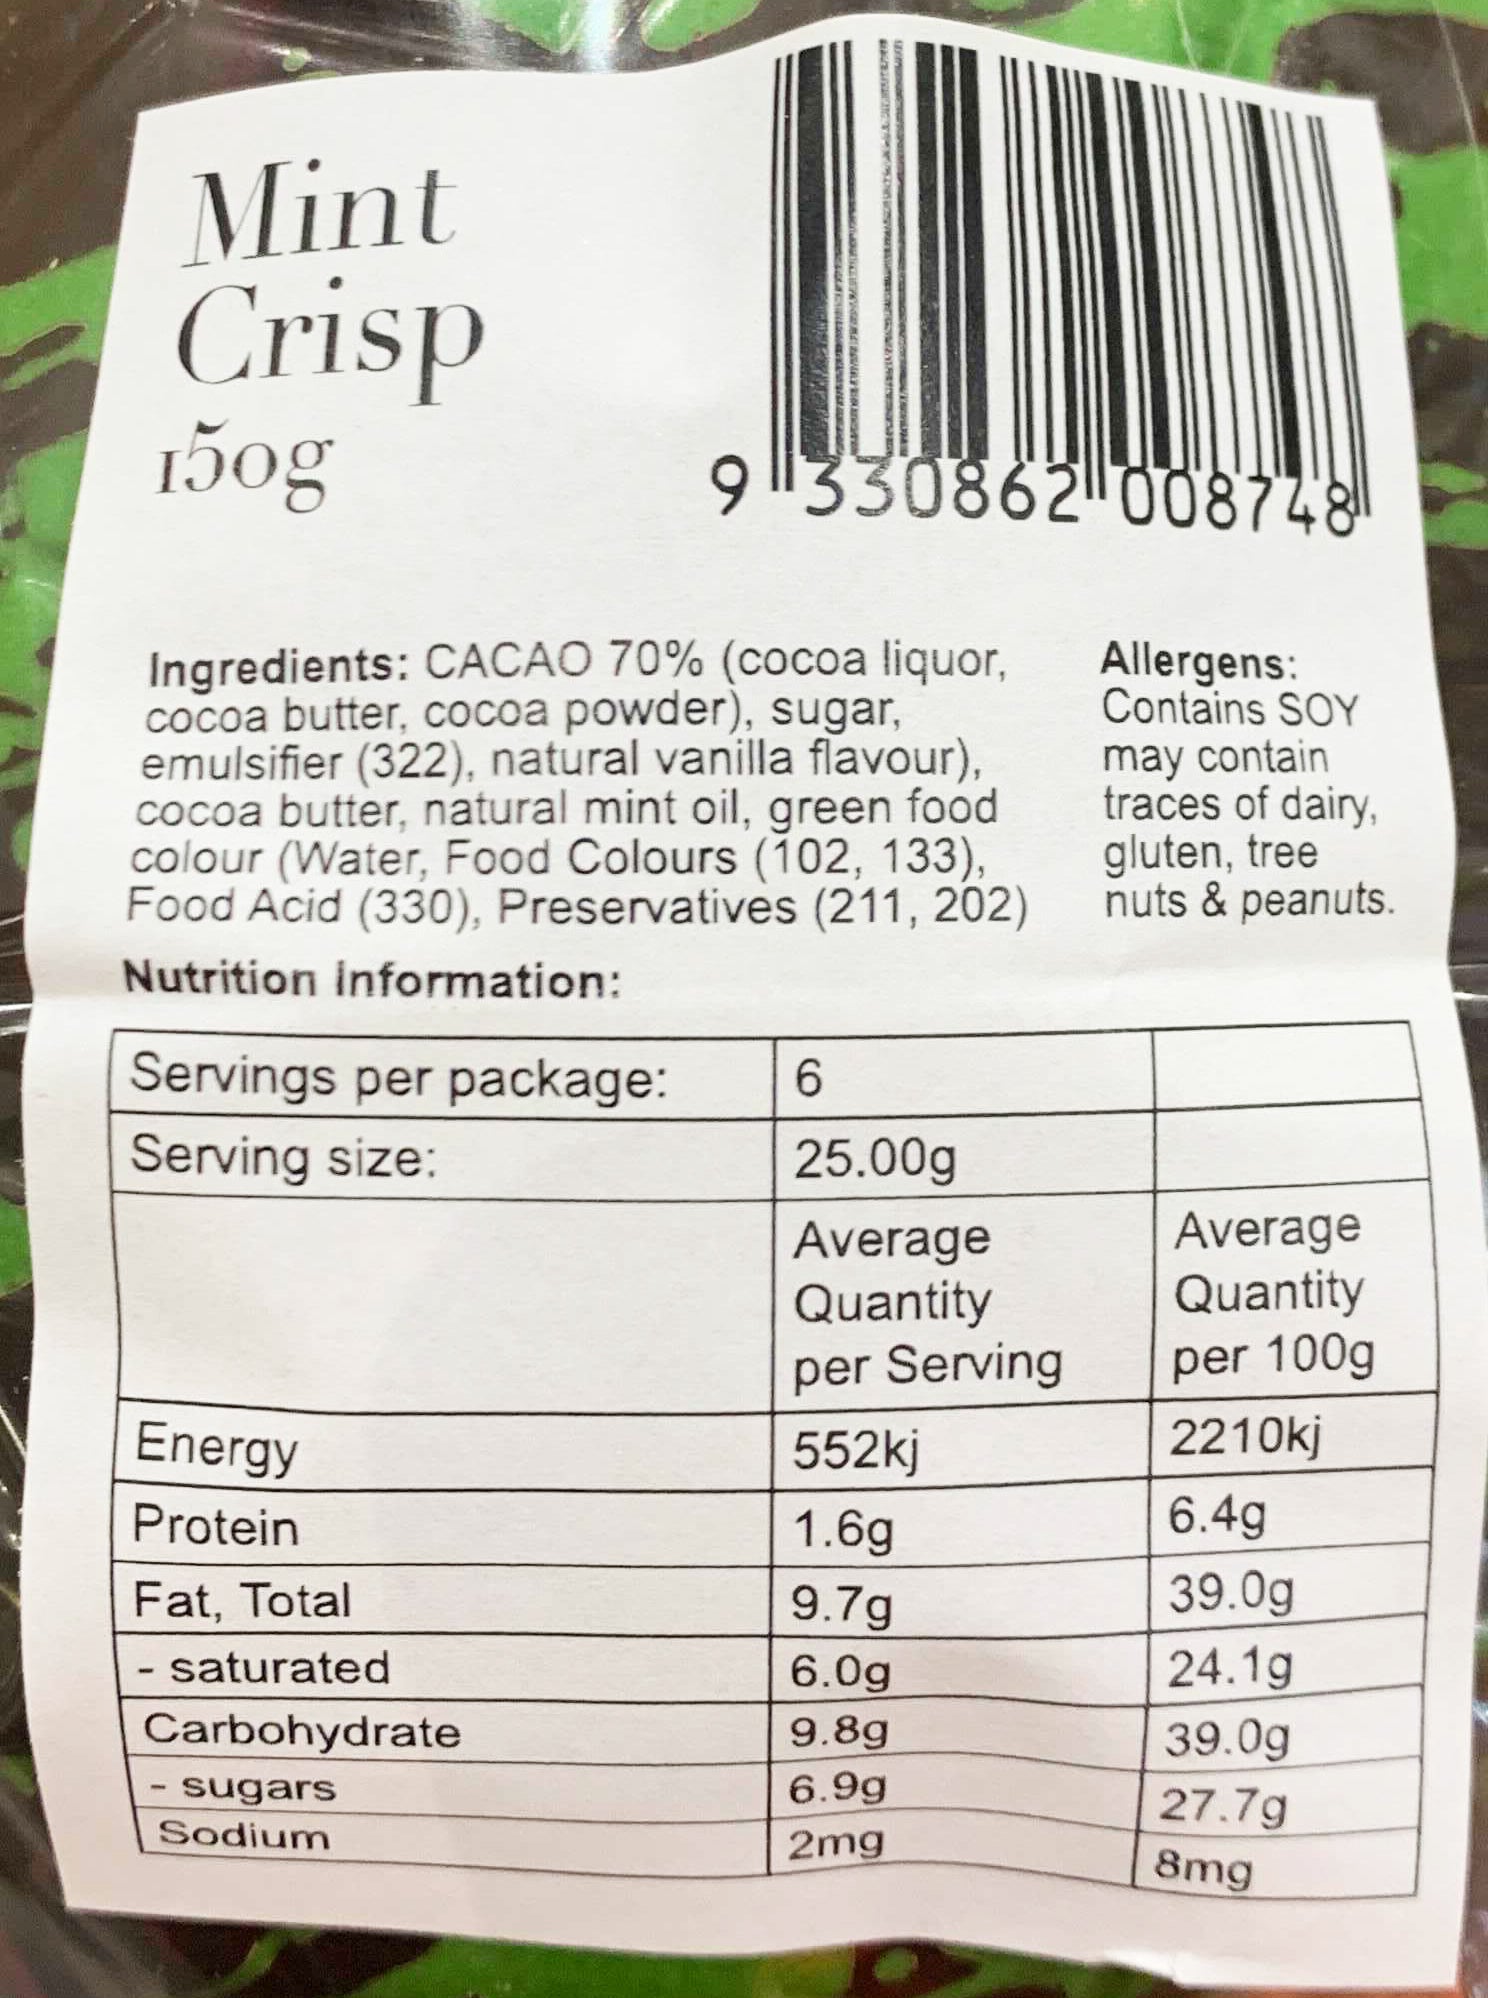 Mint
Crisp
150g
9 330862 008748
Ingredients: CACAO 70% (cocoa liquor,
cocoa butter, cocoa powder), sugar,
emulsifier (322), natural vanilla flavour),
cocoa butter, natural mint oil, green food
colour (Water, Food Colours (102, 133),
Food Acid (330), Preservatives (211, 202)
Allergens:
Contains SOY
may contain
traces of dairy,
gluten, tree
nuts & peanuts.
Nutrition information:
Servings per package: 6
Serving size: 25.00g
Average Quantity per Serving
Average Quantity per 100g
Energy 552kj 2210kj
Protein 1.6g 6.4g
Fat, Total 9.7g 39.0g
- saturated 6.0g 24.1g
Carbohydrate 9.8g 39.0g
- sugars 6.9g 27.7g
Sodium 2mg 8mg